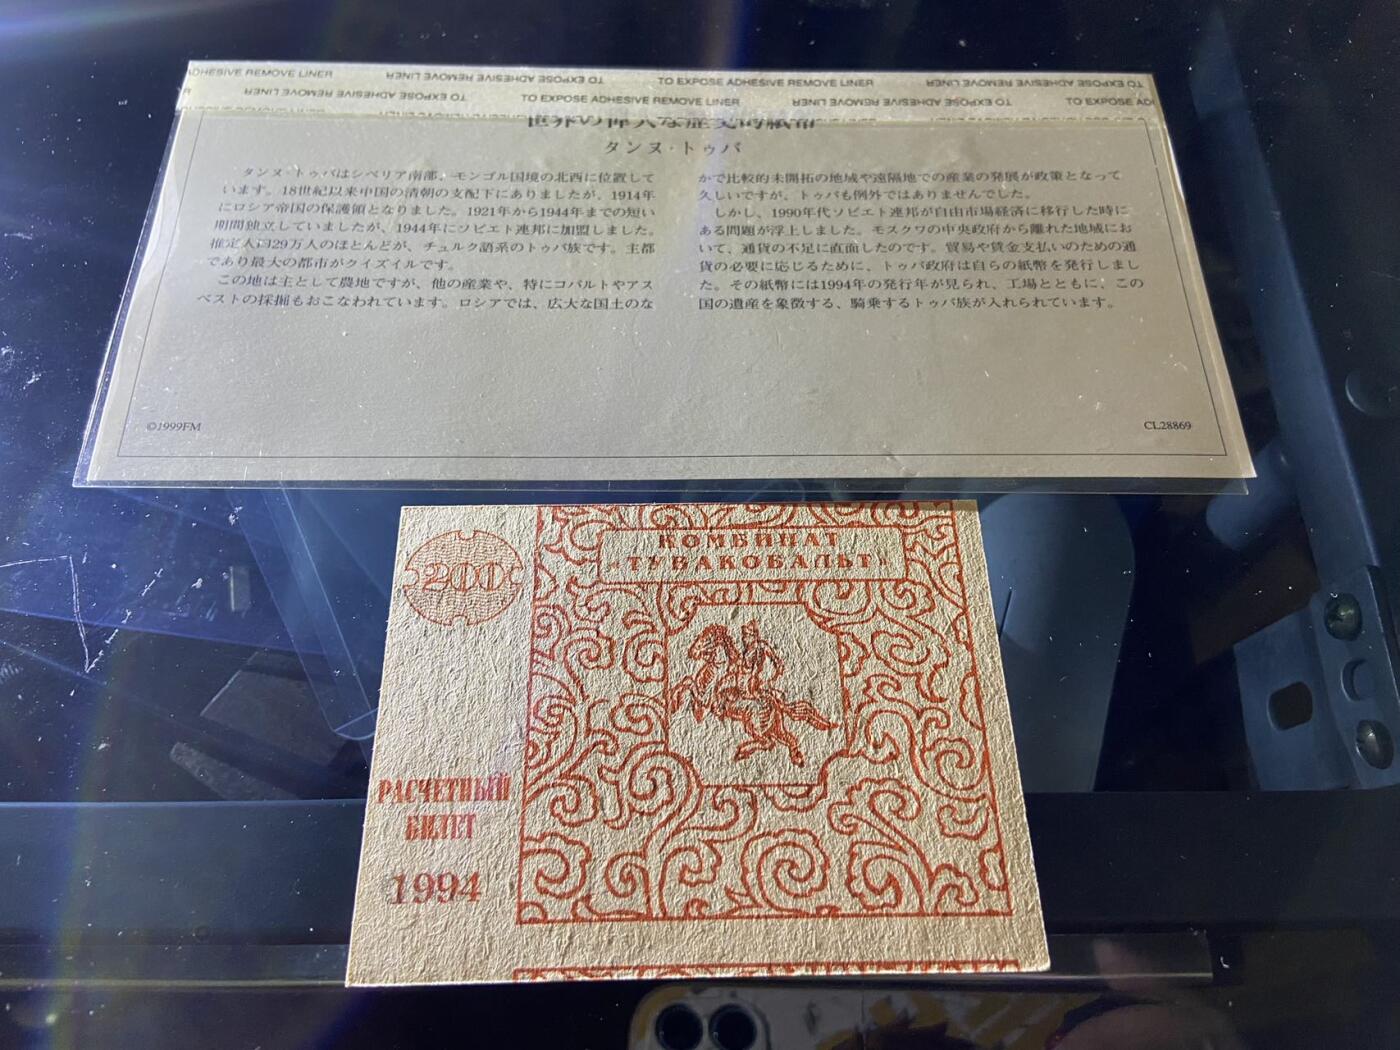 ADHESIVE REMOVE LINER TO EXPOSE ADHESIVE REMOVE LINER TO EXPOSE ADHESIVE REMOVE LINER TO EXPOSE ADHESIVE REMOVE LINER TO
R TO EXPOSE ADHESIVE REMOVE LINER TO EXPOSE ADHESIVE REMOVE LINER TO EXPOSE ADHESIVE REMOVE LINER TO EXPOSE AD
世界の偉大な歴史的紙幣
タンヌ・トゥバ
タンヌ・トゥバはシベリア南部、モンゴル国境の北西に位置して
います。18世紀以来中国の清朝の支配下にありましたが、1914年
にロシア帝国の保護領となりました。1921年から1944年までの短い
期間独立していましたが、1944年にソビエト連邦に加盟しました。
推定人口29万人のほとんどが、チュルク語系のトゥバ族です。主都
であり最大の都市がクイズイルです。
この地は主として農地ですが、他の産業や、特にコバルトやアス
ベストの採掘もおこなわれています。ロシアでは、広大な国土のな
かで比較的未開拓の地域や遠隔地での産業の発展が政策となって
久しいですが、トゥバも例外ではありませんでした。
しかし、1990年代ソビエト連邦が自由市場経済に移行した時に
ある問題が浮上しました。モスクワの中央政府から離れた地域にお
いて、通貨の不足に直面したのです。貿易や賃金支払いのための通
貨の必要に応じるために、トゥバ政府は自らの紙幣を発行しまし
た。その紙幣には1994年の発行年が見られ、工場とともに、この
国の遺産を象徴する、騎乗するトゥバ族が入れられています。
©1999FM
CL28869
200
КОМБИНАТ
«ТУВАКОБАЛЬТ»
РАСЧЕТНЫЙ
БИЛЕТ
1994